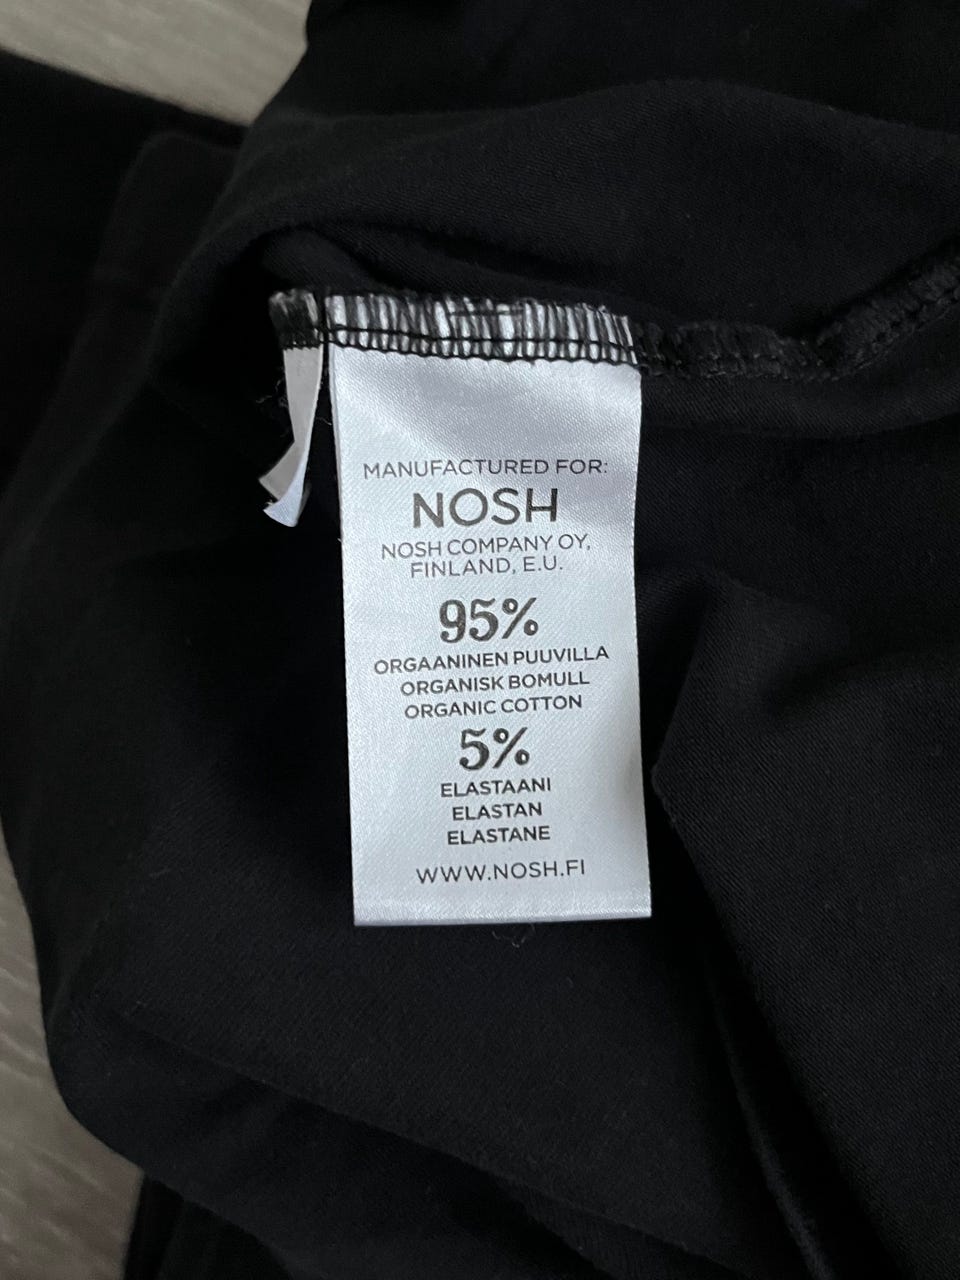 MANUFACTURED FOR:
NOSH
NOSH COMPANY OY,
FINLAND, E.U.
95%
ORGAANINEN PUUVILLA
ORGANISK BOMULL
ORGANIC COTTON
5%
ELASTAANI
ELASTAN
ELASTANE
WWW.NOSH.FI